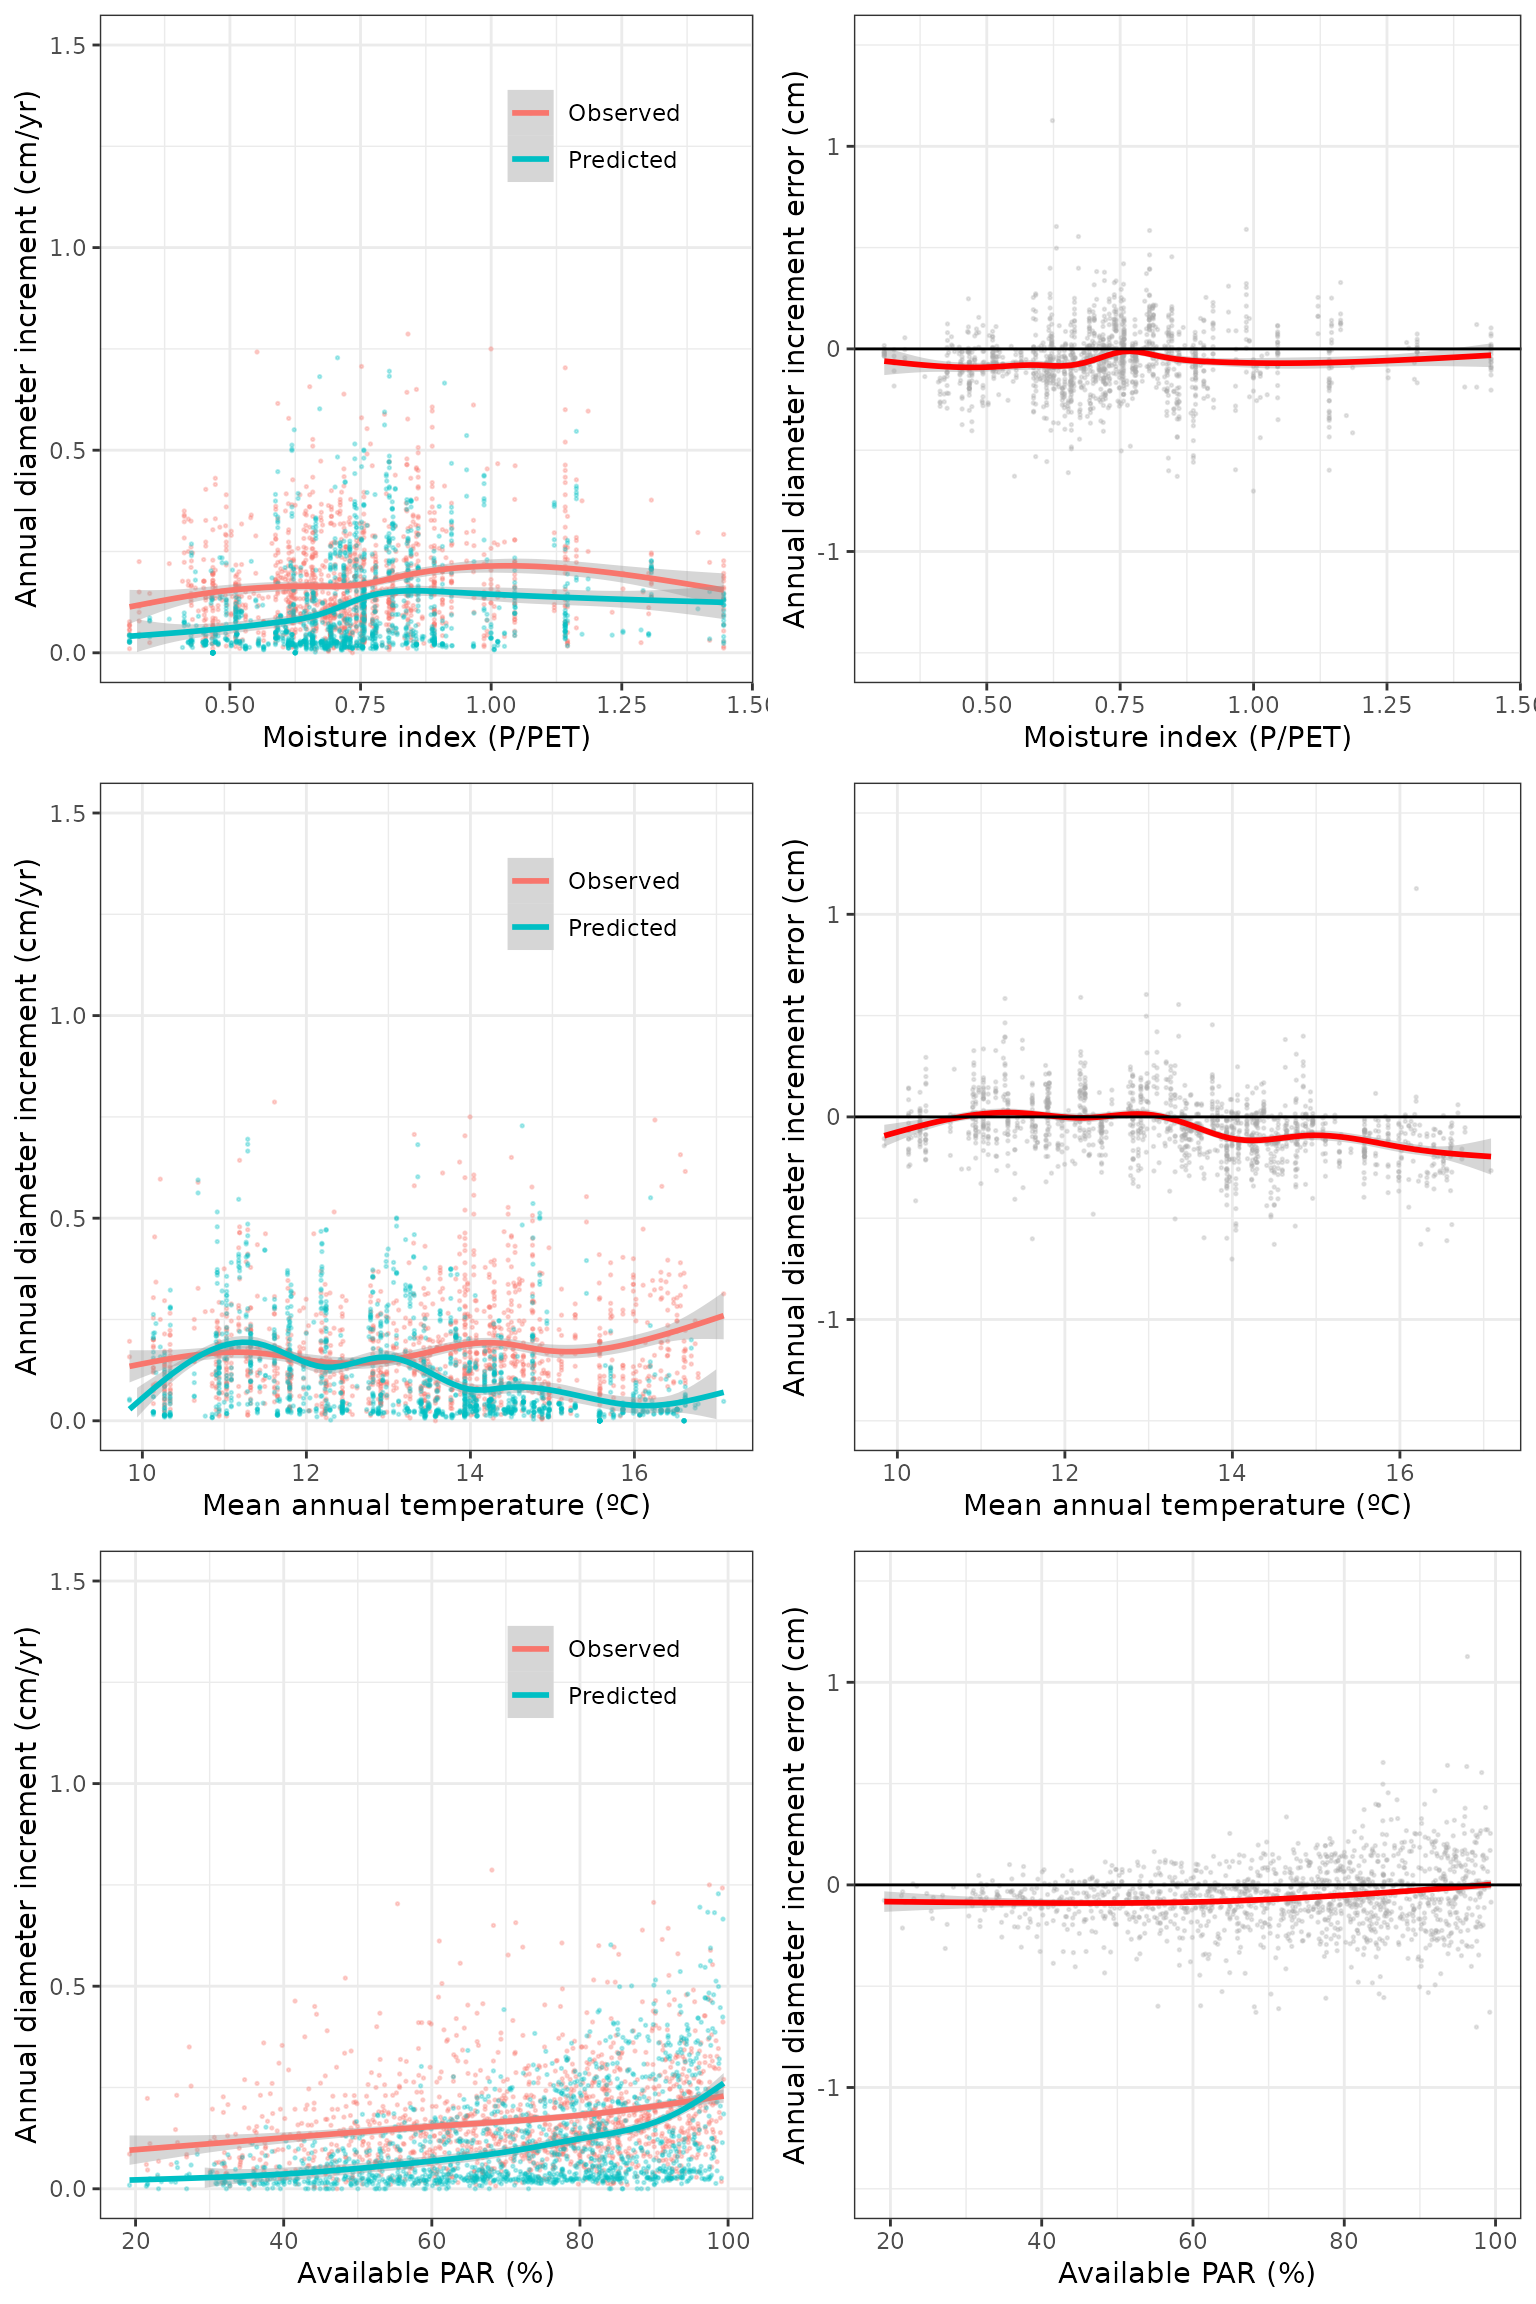 Annual diameter increment (cm/yr)
1.5
1.0
0.5
0.0
Observed
Predicted
0.50 0.75 1.00 1.25 1.50
Moisture index (P/PET)
Annual diameter increment error (cm)
1
0
-1
0.50 0.75 1.00 1.25 1.50
Moisture index (P/PET)
Annual diameter increment (cm/yr)
1.5
1.0
0.5
0.0
Observed
Predicted
10 12 14 16
Mean annual temperature (ºC)
Annual diameter increment error (cm)
1
0
-1
10 12 14 16
Mean annual temperature (ºC)
Annual diameter increment (cm/yr)
1.5
1.0
0.5
0.0
Observed
Predicted
20 40 60 80 100
Available PAR (%)
Annual diameter increment error (cm)
1
0
-1
20 40 60 80 100
Available PAR (%)